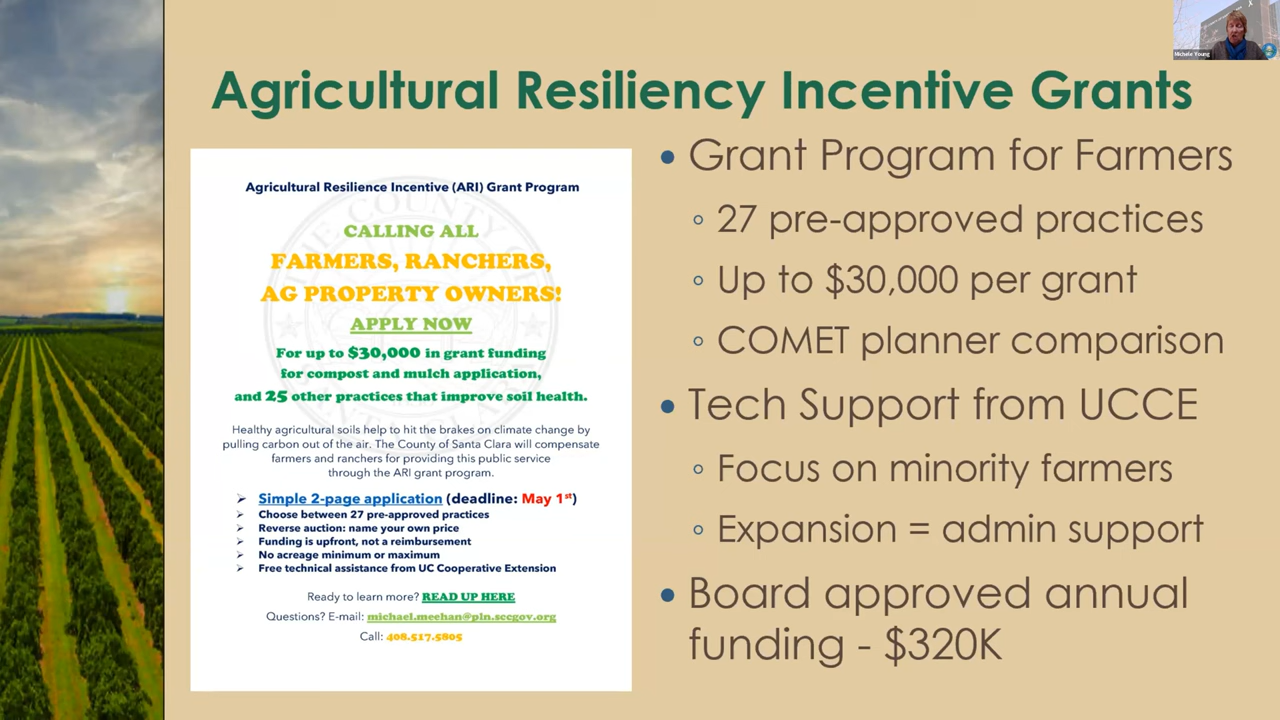 Michele Young
Agricultural Resiliency Incentive Grants
Agricultural Resilience Incentive (ARI) Grant Program
CALLING ALL
FARMERS, RANCHERS,
AG PROPERTY OWNERS!
APPLY NOW
For up to $30,000 in grant funding
for compost and mulch application,
and 25 other practices that improve soil health.
Healthy agricultural soils help to hit the brakes on climate change by
pulling carbon out of the air. The County of Santa Clara will compensate
farmers and ranchers for providing this public service
through the ARI grant program.
Simple 2-page application (deadline: May 1st)
Choose between 27 pre-approved practices
Reverse auction: name your own price
Funding is upfront, not a reimbursement
No acreage minimum or maximum
Free technical assistance from UC Cooperative Extension
Ready to learn more? READ UP HERE
Questions? E-mail: michael.meehan@pln.sccgov.org
Call: 408.517.5805
• Grant Program for Farmers
◦ 27 pre-approved practices
◦ Up to $30,000 per grant
◦ COMET planner comparison
• Tech Support from UCCE
◦ Focus on minority farmers
◦ Expansion = admin support
• Board approved annual
funding - $320K